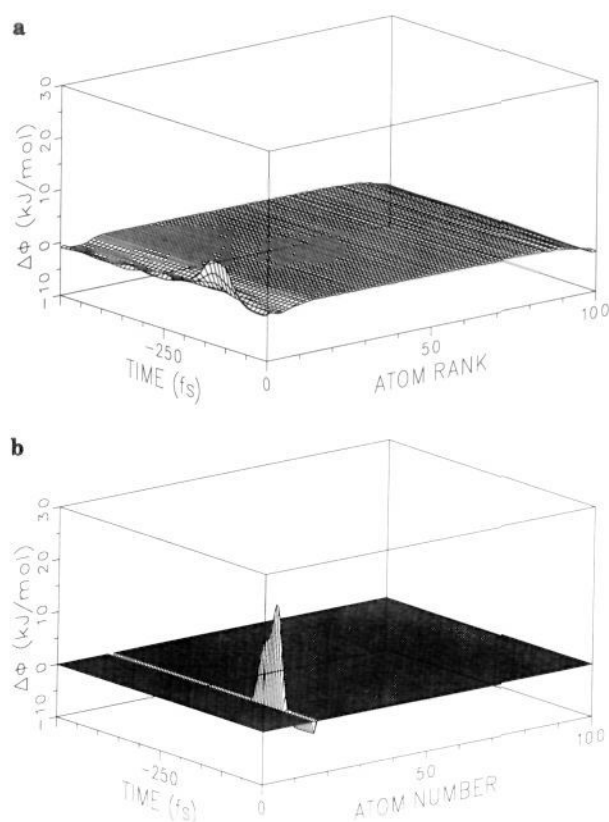 a
30
20
10
0
-10
ΔΦ (kJ/mol)
-250
0
TIME (fs)
50
100
ATOM RANK
b
30
20
10
0
-10
ΔΦ (kJ/mol)
-250
0
TIME (fs)
50
100
ATOM NUMBER